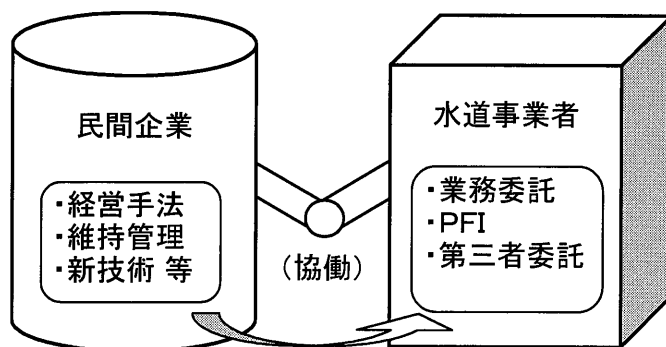 民間企業
・経営手法
・維持管理
・新技術 等
(協働)
水道事業者
・業務委託
・PFI
・第三者委託